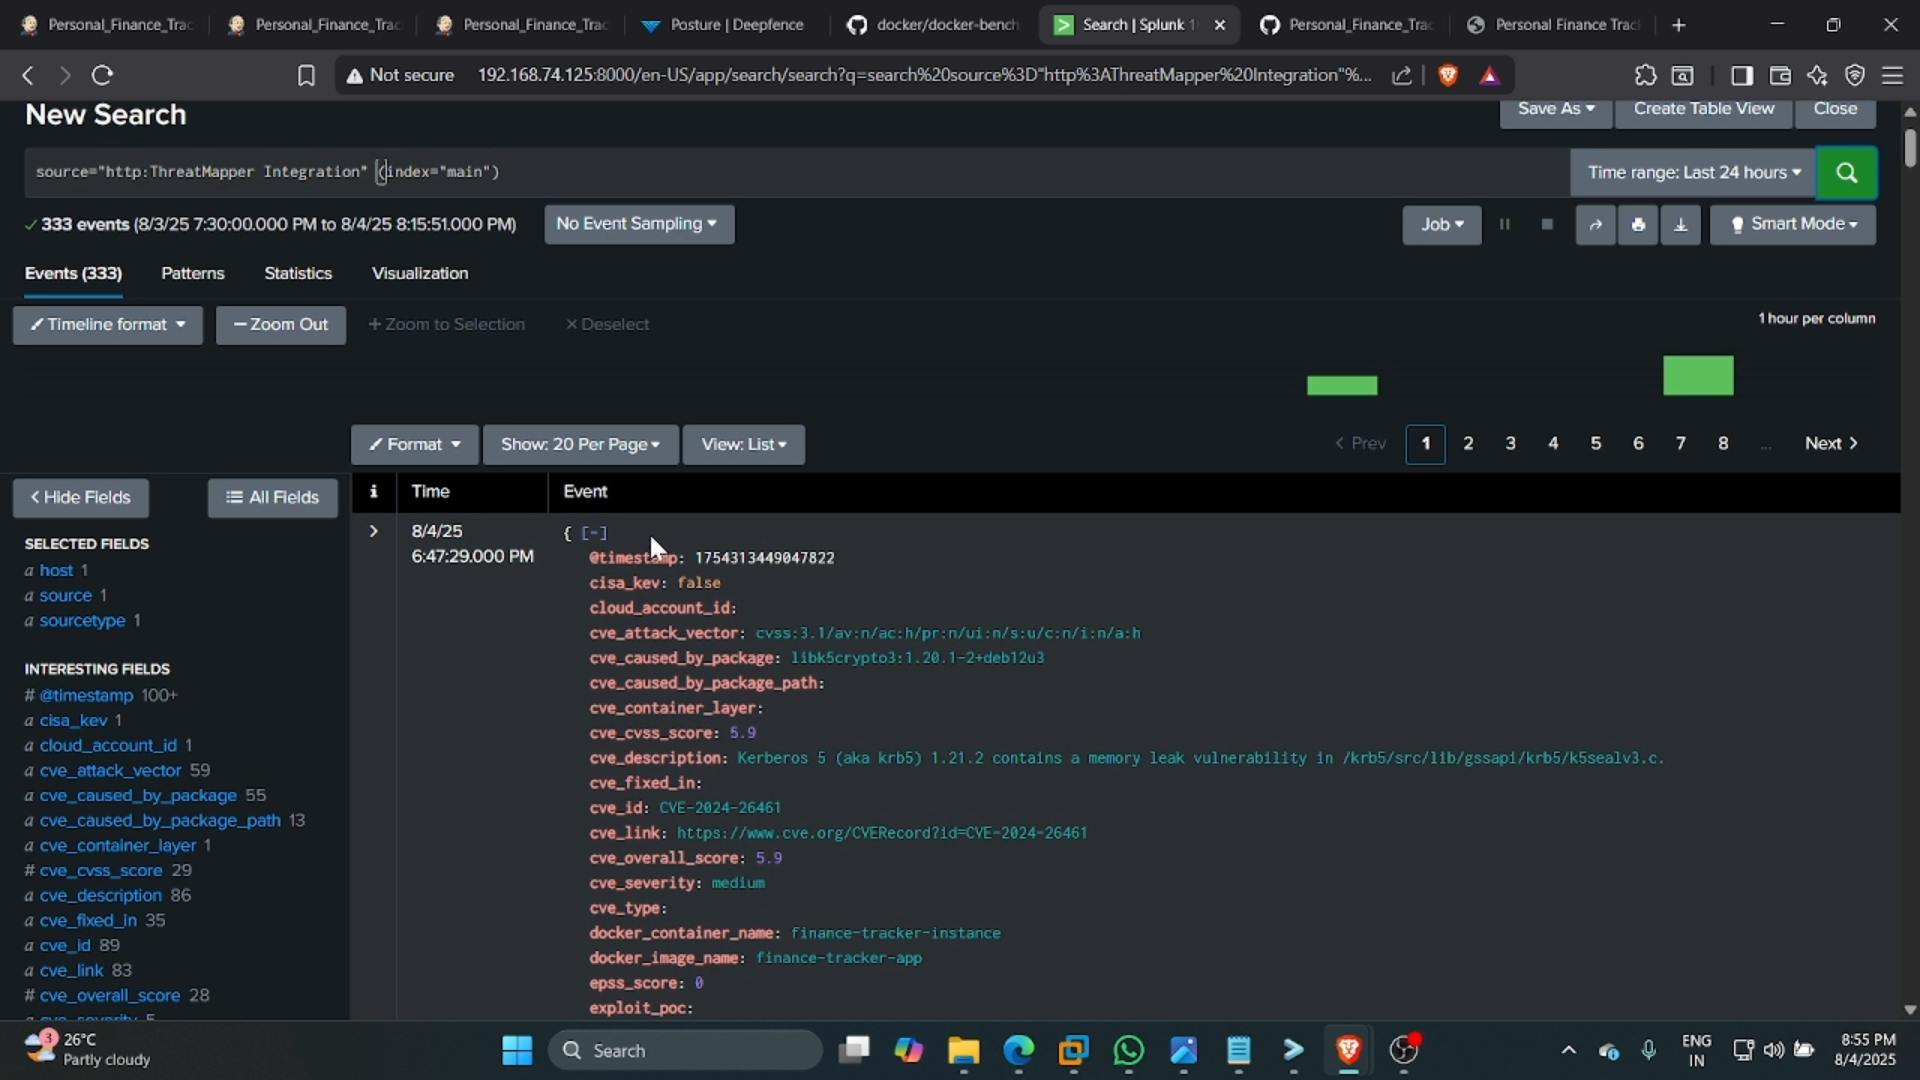 Personal_Finance_Trac
Personal_Finance_Trac
Personal_Finance_Trac
Posture | Deepfence
docker/docker-bench
Search | Splunk 1
Personal_Finance_Trac
Personal Finance Trac
Not secure 192.168.74.125:8000/en-US/app/search/search?q=search%20source%3D"http%3AThreatMapper%20Integration"%...
New Search
Save As
Create Table View
Close
source="http:ThreatMapper Integration" (index="main")
Time range: Last 24 hours
333 events (8/3/25 7:30:00.000 PM to 8/4/25 8:15:51.000 PM)
No Event Sampling
Job
Smart Mode
Events (333)
Patterns
Statistics
Visualization
Timeline format
Zoom Out
+ Zoom to Selection
× Deselect
1 hour per column
Format
Show: 20 Per Page
View: List
< Prev 1 2 3 4 5 6 7 8 ... Next >
< Hide Fields
All Fields
i Time Event
SELECTED FIELDS
a host 1
a source 1
a sourcetype 1
INTERESTING FIELDS
# @timestamp 100+
a cisa_kev 1
a cloud_account_id 1
a cve_attack_vector 59
a cve_caused_by_package 55
a cve_caused_by_package_path 13
a cve_container_layer 1
# cve_cvss_score 29
a cve_description 86
a cve_fixed_in 35
a cve_id 89
a cve_link 83
# cve_overall_score 28
a cve_severity 5
8/4/25
6:47:29.000 PM
{ [-]
@timestamp: 1754313449047822
cisa_kev: false
cloud_account_id:
cve_attack_vector: cvss:3.1/av:n/ac:h/pr:n/ui:n/s:u/c:n/i:n/a:h
cve_caused_by_package: libk5crypto3:1.20.1-2+deb12u3
cve_caused_by_package_path:
cve_container_layer:
cve_cvss_score: 5.9
cve_description: Kerberos 5 (aka krb5) 1.21.2 contains a memory leak vulnerability in /krb5/src/lib/gssapi/krb5/k5sealv3.c.
cve_fixed_in:
cve_id: CVE-2024-26461
cve_link: https://www.cve.org/CVERecord?id=CVE-2024-26461
cve_overall_score: 5.9
cve_severity: medium
cve_type:
docker_container_name: finance-tracker-instance
docker_image_name: finance-tracker-app
epss_score: 0
exploit_poc:
3
26°C
Partly cloudy
Search
ENG
IN
8:55 PM
8/4/2025